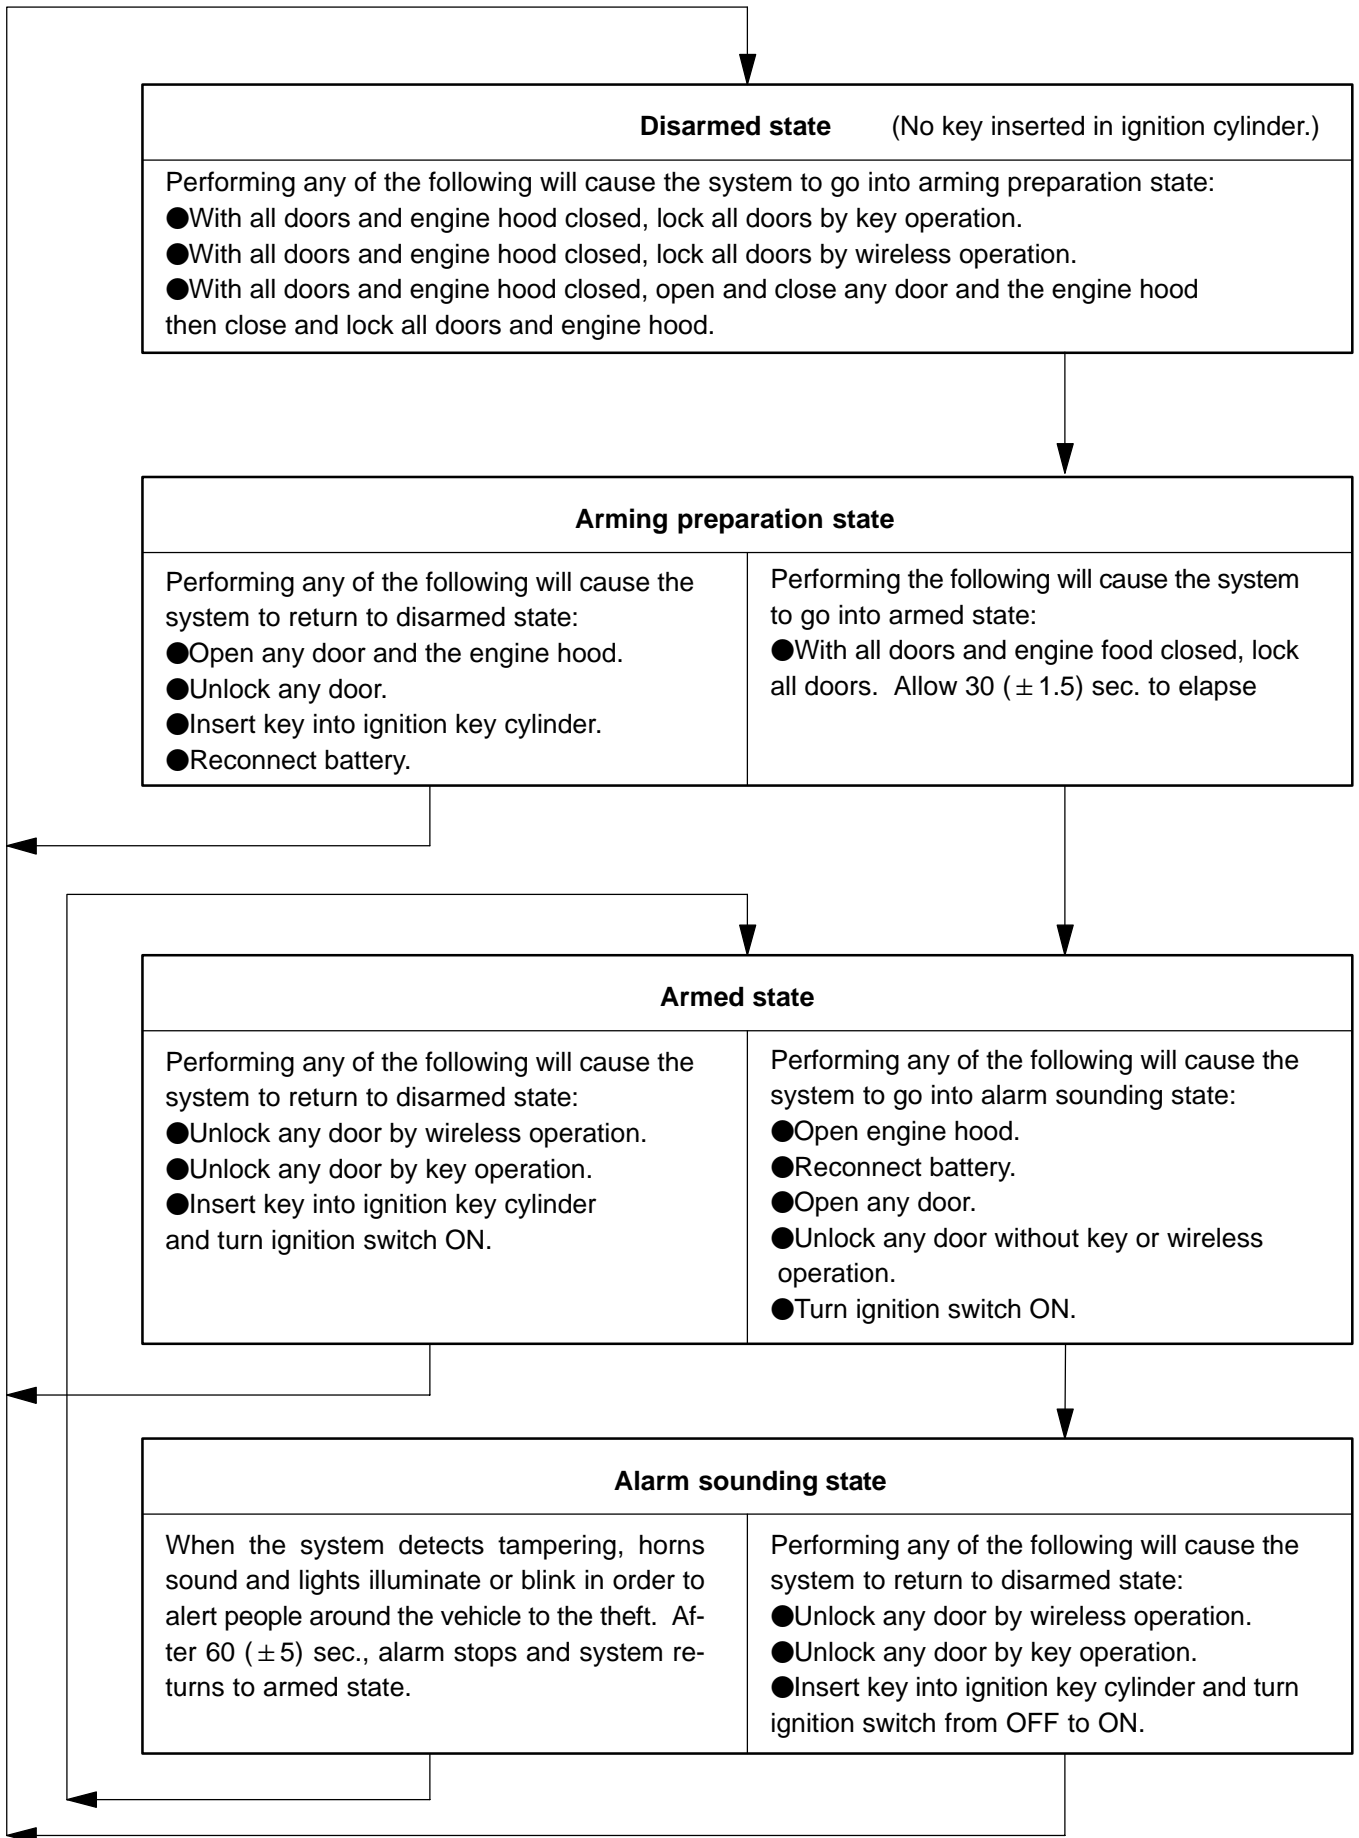 Disarmed state (No key inserted in ignition cylinder.)
Performing any of the following will cause the system to go into arming preparation state:
●With all doors and engine hood closed, lock all doors by key operation.
●With all doors and engine hood closed, lock all doors by wireless operation.
●With all doors and engine hood closed, open and close any door and the engine hood
then close and lock all doors and engine hood.
Arming preparation state
Performing any of the following will cause the
system to return to disarmed state:
●Open any door and the engine hood.
●Unlock any door.
●Insert key into ignition key cylinder.
●Reconnect battery.
Performing the following will cause the system
to go into armed state:
●With all doors and engine food closed, lock
all doors. Allow 30 (±1.5) sec. to elapse
Armed state
Performing any of the following will cause the
system to return to disarmed state:
●Unlock any door by wireless operation.
●Unlock any door by key operation.
●Insert key into ignition key cylinder
and turn ignition switch ON.
Performing any of the following will cause the
system to go into alarm sounding state:
●Open engine hood.
●Reconnect battery.
●Open any door.
●Unlock any door without key or wireless
operation.
●Turn ignition switch ON.
Alarm sounding state
When the system detects tampering, horns
sound and lights illuminate or blink in order to
alert people around the vehicle to the theft. Af-
ter 60 (±5) sec., alarm stops and system re-
turns to armed state.
Performing any of the following will cause the
system to return to disarmed state:
●Unlock any door by wireless operation.
●Unlock any door by key operation.
●Insert key into ignition key cylinder and turn
ignition switch from OFF to ON.